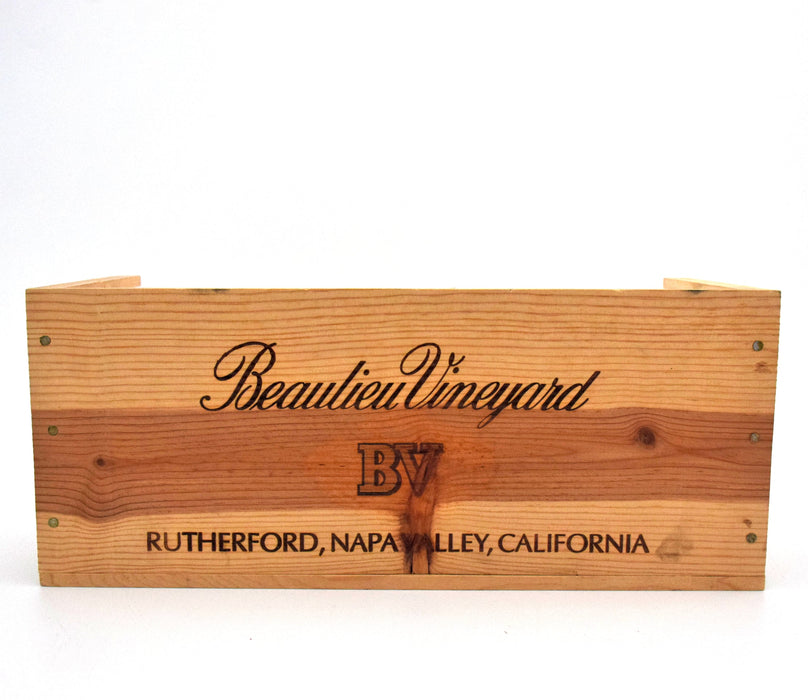 Beaulieu Vineyard
BV
RUTHERFORD, NAPA VALLEY, CALIFORNIA